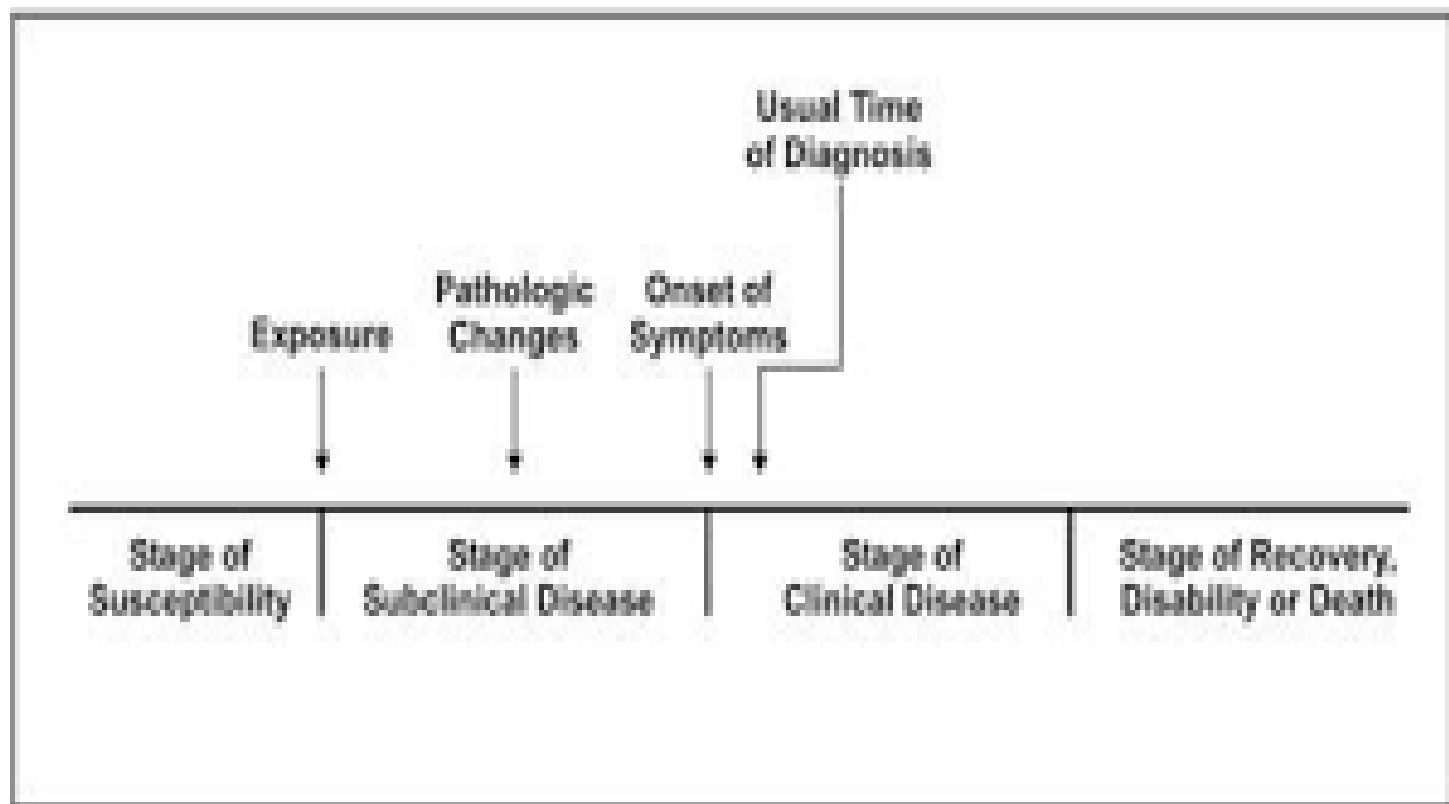 Usual Time
of Diagnosis
Exposure
Pathologic
Changes
Onset of
Symptoms
Stage of
Susceptibility
Stage of
Subclinical Disease
Stage of
Clinical Disease
Stage of Recovery,
Disability or Death